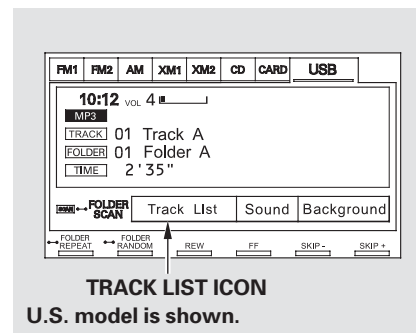 FM1 FM2 AM XM1 XM2 CD CARD USB
10:12 VOL 4
MP3
TRACK 01 Track A
FOLDER 01 Folder A
TIME 2'35"
SCAN FOLDER SCAN Track List Sound Background
FOLDER REPEAT FOLDER RANDOM REW FF SKIP - SKIP +
TRACK LIST ICON
U.S. model is shown.